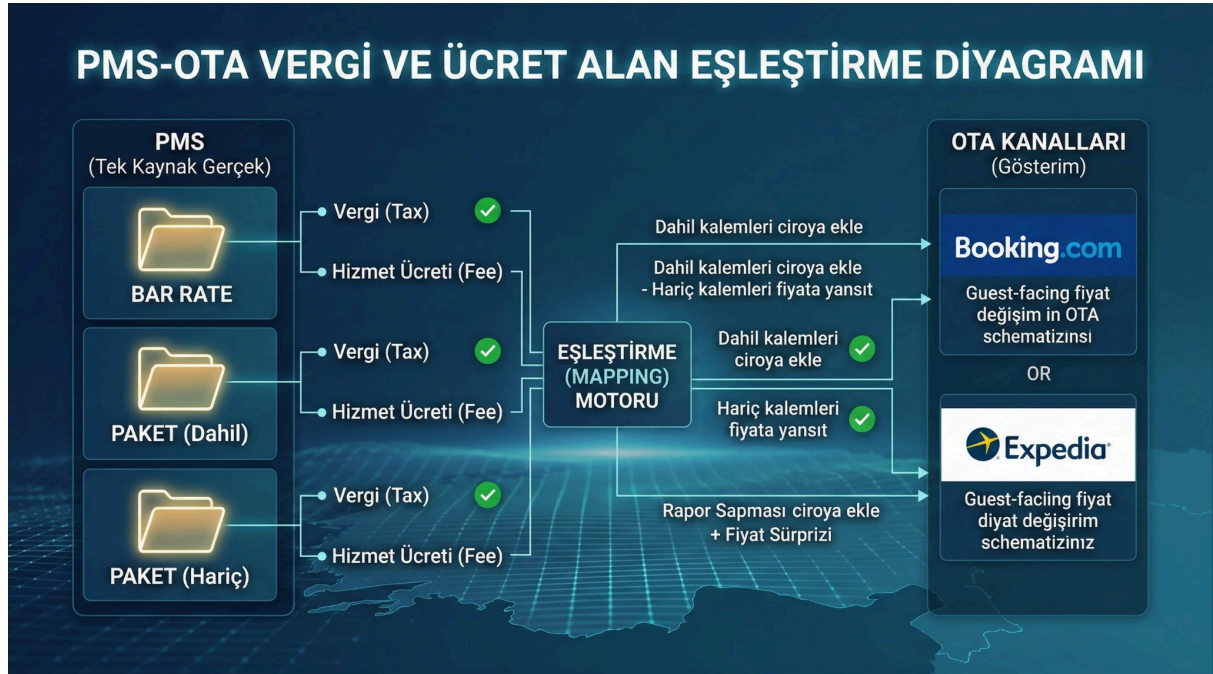 PMS-OTA VERGİ VE ÜCRET ALAN EŞLEŞTİRME DİYAGRAMI
PMS
(Tek Kaynak Gerçek)
BAR RATE
PAKET (Dahil)
PAKET (Hariç)
Vergi (Tax)
Hizmet Ücreti (Fee)
Vergi (Tax)
Hizmet Ücreti (Fee)
Vergi (Tax)
Hizmet Ücreti (Fee)
EŞLEŞTİRME
(MAPPING)
MOTORU
Dahil kalemleri ciroya ekle
Dahil kalemleri ciroya ekle
- Hariç kalemleri fiyata yansıt
Dahil kalemleri
ciroya ekle
Hariç kalemleri
fiyata yansıt
Rapor Sapması ciroya ekle
+ Fiyat Sürprizi
OTA KANALLARI
(Gösterim)
Booking.com
Guest-facing fiyat
değişim in OTA
schematizinsi
OR
Expedia
Guest-faciing fiyat
diyat değişirim
schematiziniz